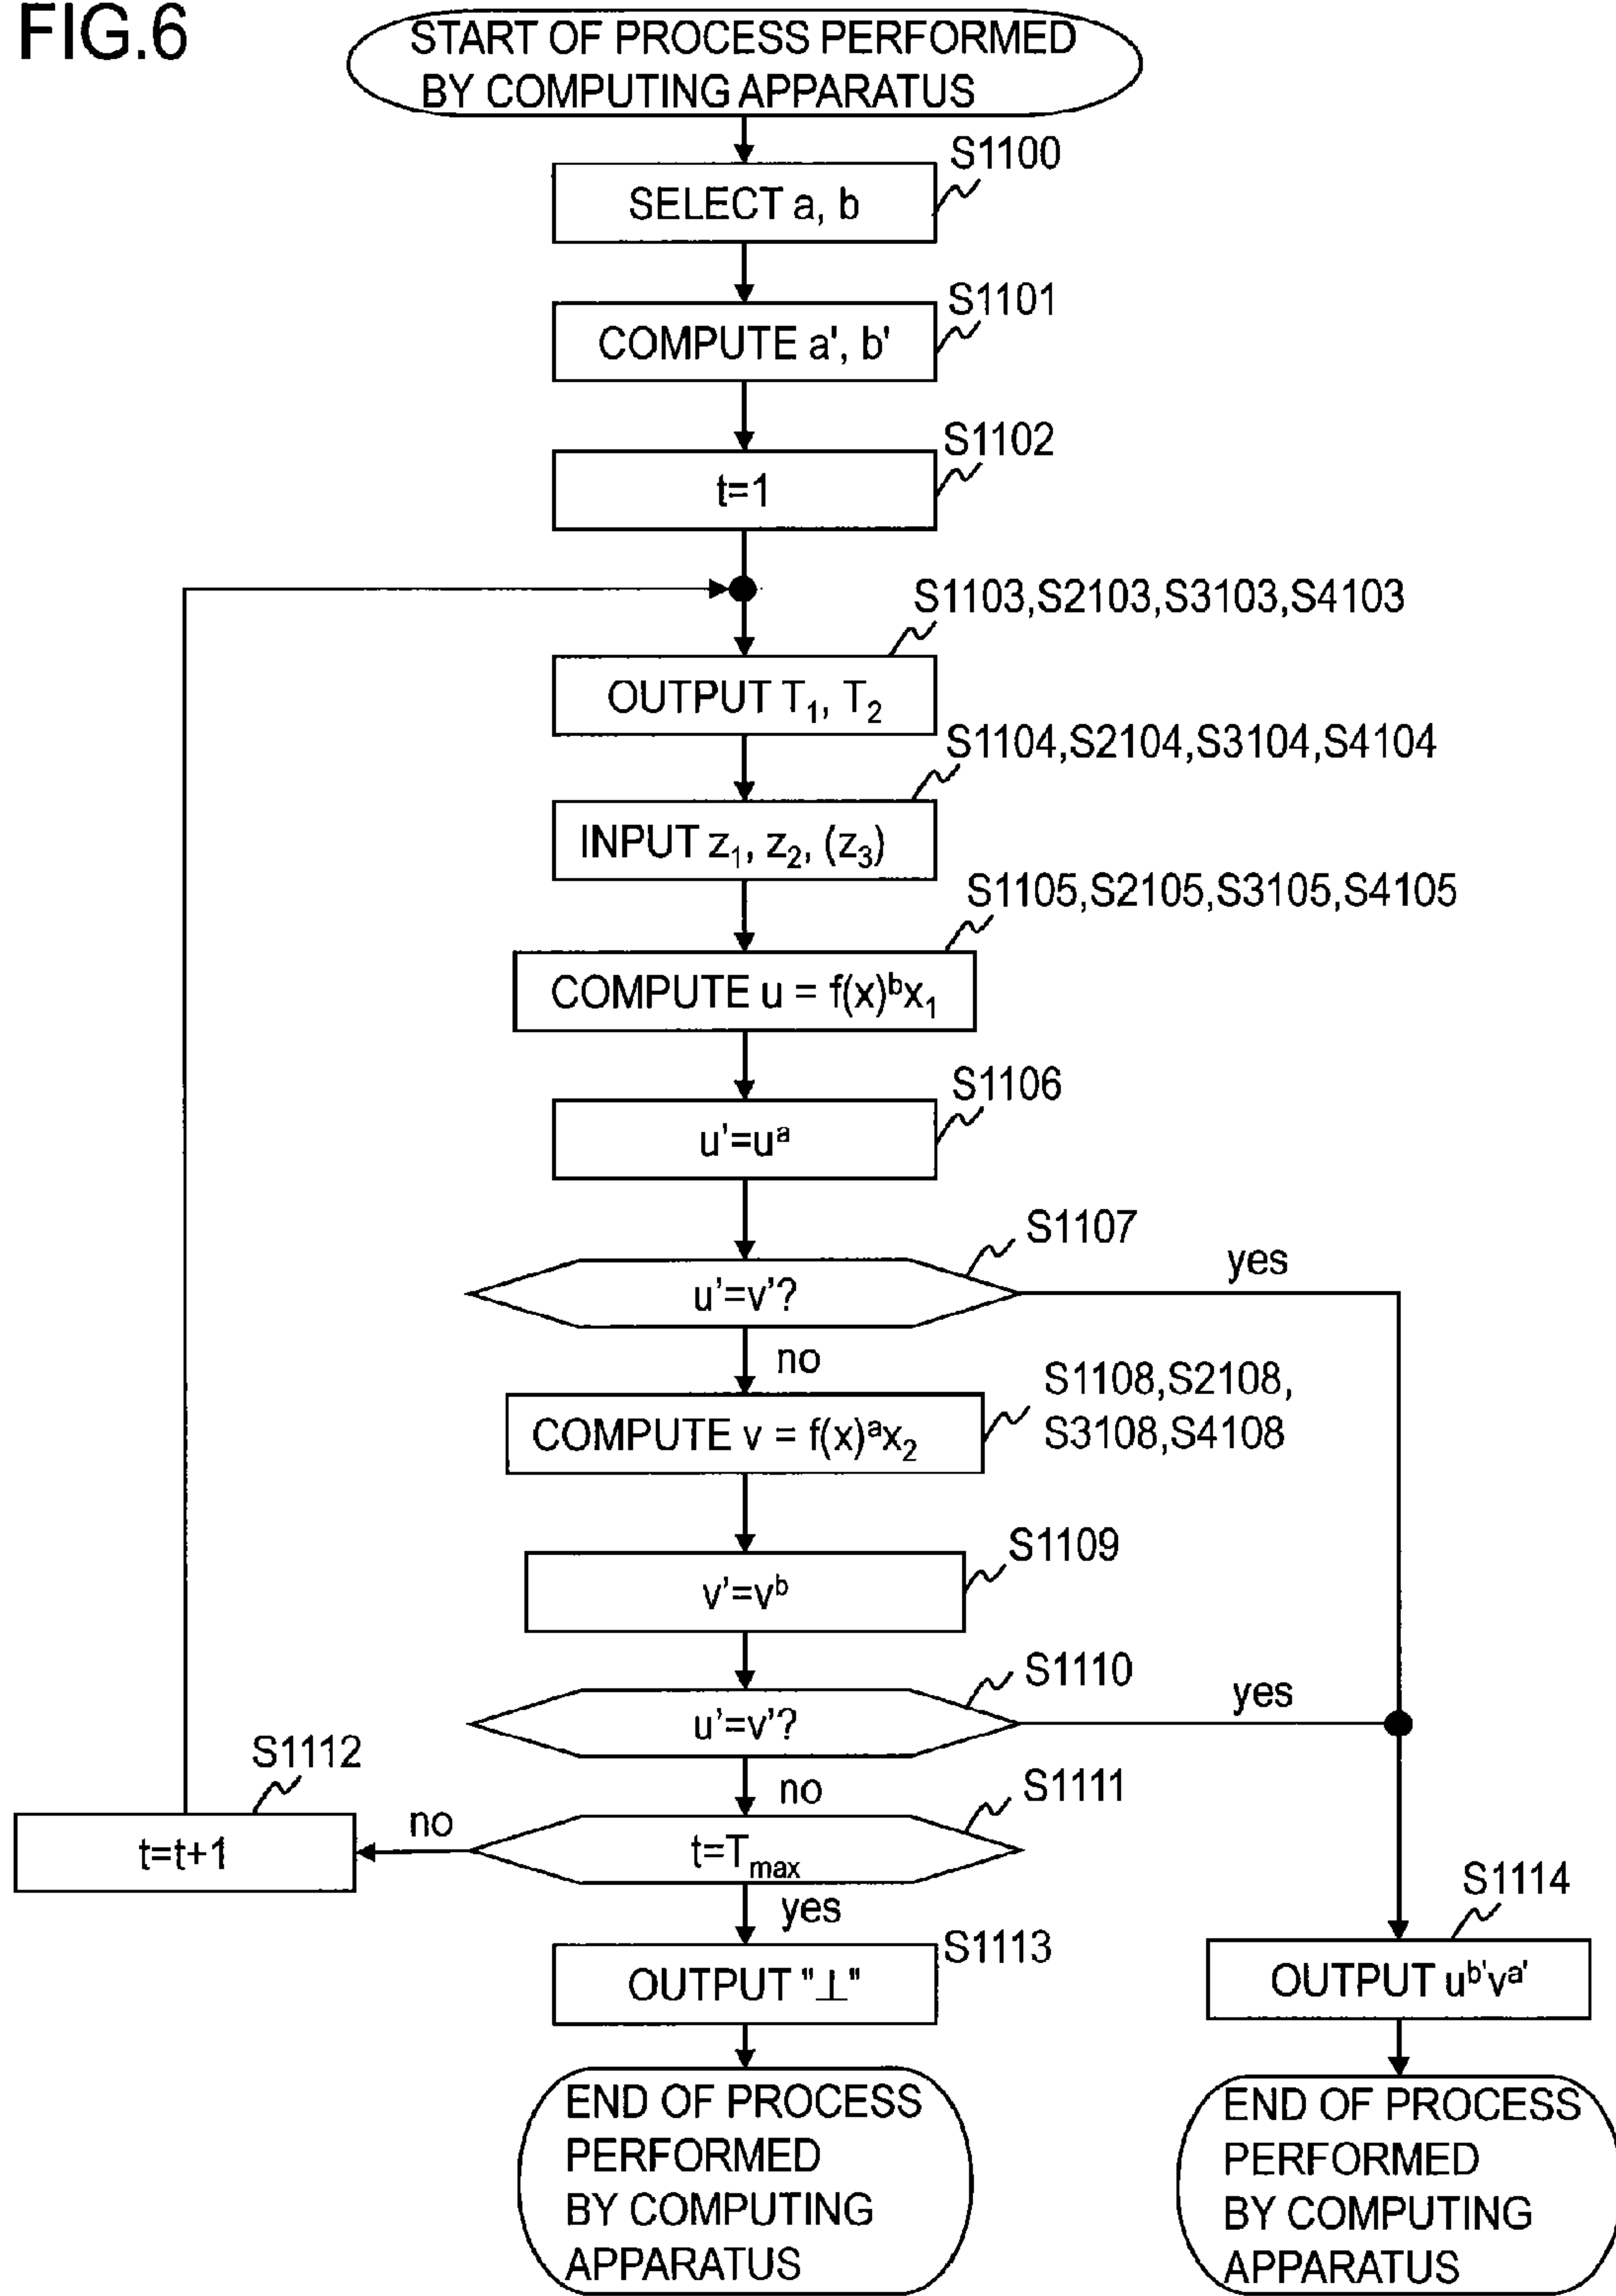 FIG.6
START OF PROCESS PERFORMED
BY COMPUTING APPARATUS
S1100
SELECT a, b
S1101
COMPUTE a', b'
S1102
t=1
S1103,S2103,S3103,S4103
OUTPUT T₁, T₂
S1104,S2104,S3104,S4104
INPUT z₁, z₂, (z₃)
S1105,S2105,S3105,S4105
COMPUTE u = f(x)ᵇx₁
S1106
u'=uᵃ
S1107
u'=v'?
yes
no
S1108,S2108,
S3108,S4108
COMPUTE v = f(x)ᵃx₂
S1109
v'=vᵇ
S1110
u'=v'?
yes
no
S1111
t=Tₘₐₓ
no
S1112
t=t+1
yes
S1113
OUTPUT "⊥"
S1114
OUTPUT uᵇ'vᵃ'
END OF PROCESS
PERFORMED
BY COMPUTING
APPARATUS
END OF PROCESS
PERFORMED
BY COMPUTING
APPARATUS